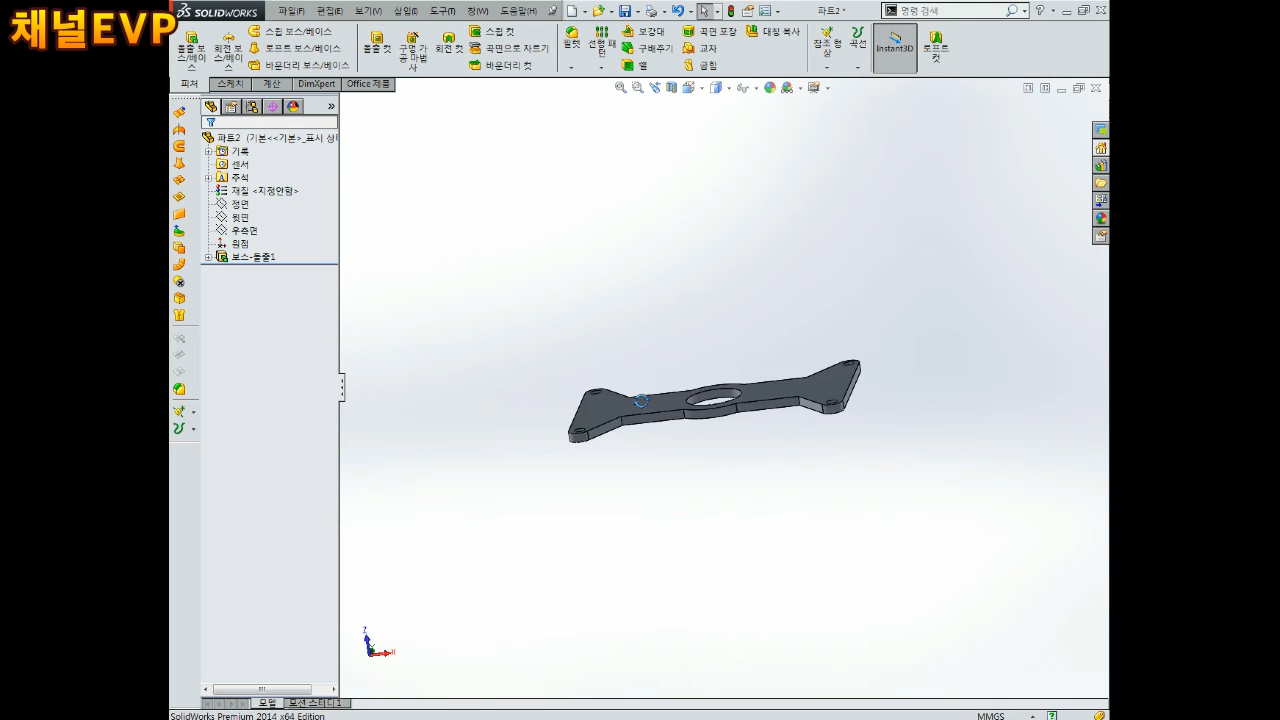 채널EVP
SOLIDWORKS
파일(F)
편집(E)
보기(V)
삽입(I)
도구(T)
창(W)
도움말(H)
파트2 *
명령 검색
돌출 보스/베이스
회전 보스/베이스
스윕 보스/베이스
로프트 보스/베이스
바운더리 보스/베이스
돌출 컷
구멍 가공 마법사
회전 컷
스윕 컷
곡면으로 자르기
바운더리 컷
필렛
선형 패턴
보강대
구배주기
쉘
곡면 포장
교차
굽힘
대칭 복사
참조 형상
곡선
Instant3D
로프트 컷
피처
스케치
계산
DimXpert
Office 제품
파트2 (기본<<기본>_표시 상
기록
센서
주석
재질 <지정안함>
정면
윗면
우측면
원점
보스-돌출1
Z
X
모델
모션 스터디 1
SolidWorks Premium 2014 x64 Edition
MMGS